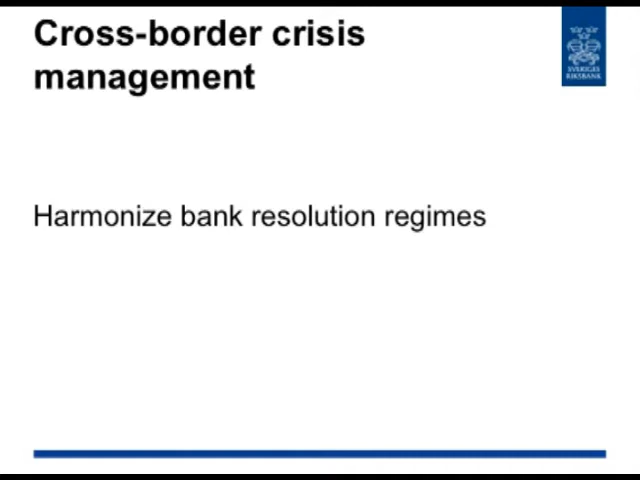 Cross-border crisis
management
SVERIGES
RIKSBANK
Harmonize bank resolution regimes